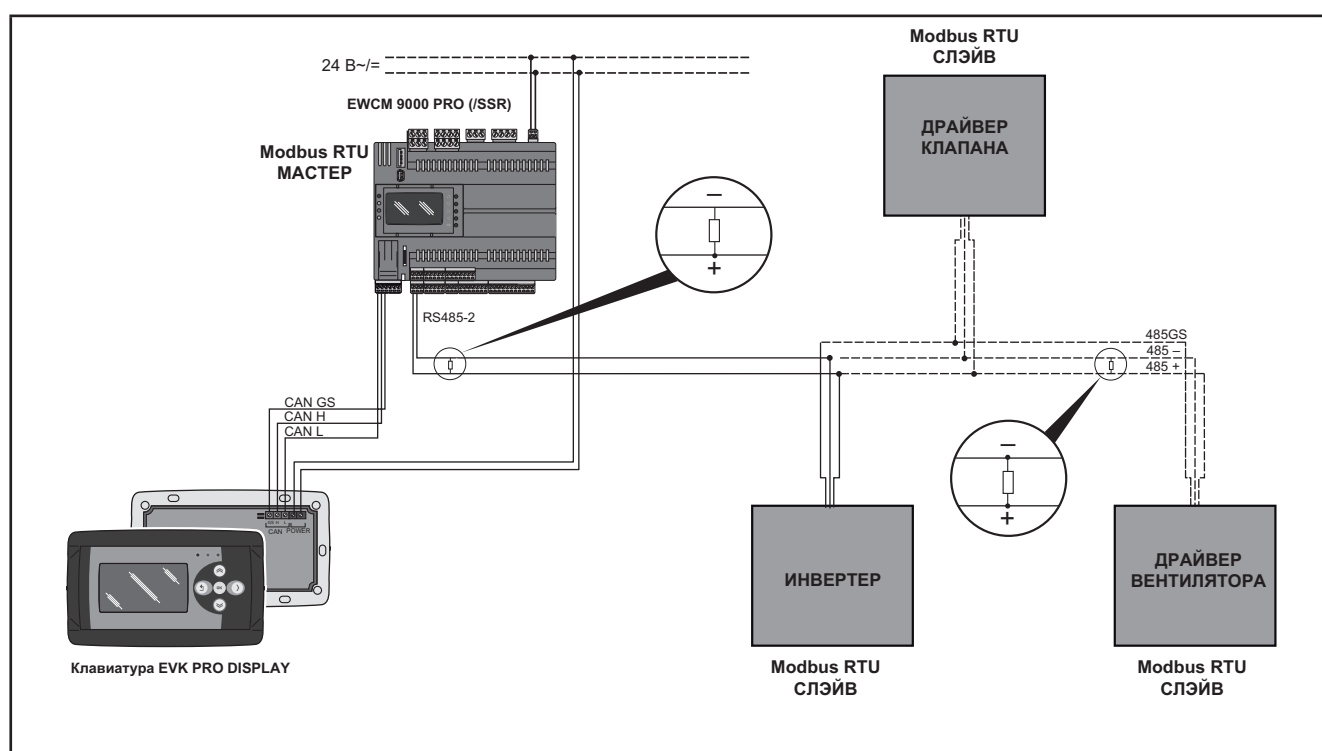 Modbus RTU
СЛЭЙВ
24 В~/=
EWCM 9000 PRO (/SSR)
Modbus RTU
МАСТЕР
ДРАЙВЕР
КЛАПАНА
–
+
RS485-2
485GS
485 –
485 +
CAN GS
CAN H
CAN L
–
+
GS H L
CAN POWER
ИНВЕРТЕР
ДРАЙВЕР
ВЕНТИЛЯТОРА
Клавиатура EVK PRO DISPLAY
Modbus RTU
СЛЭЙВ
Modbus RTU
СЛЭЙВ